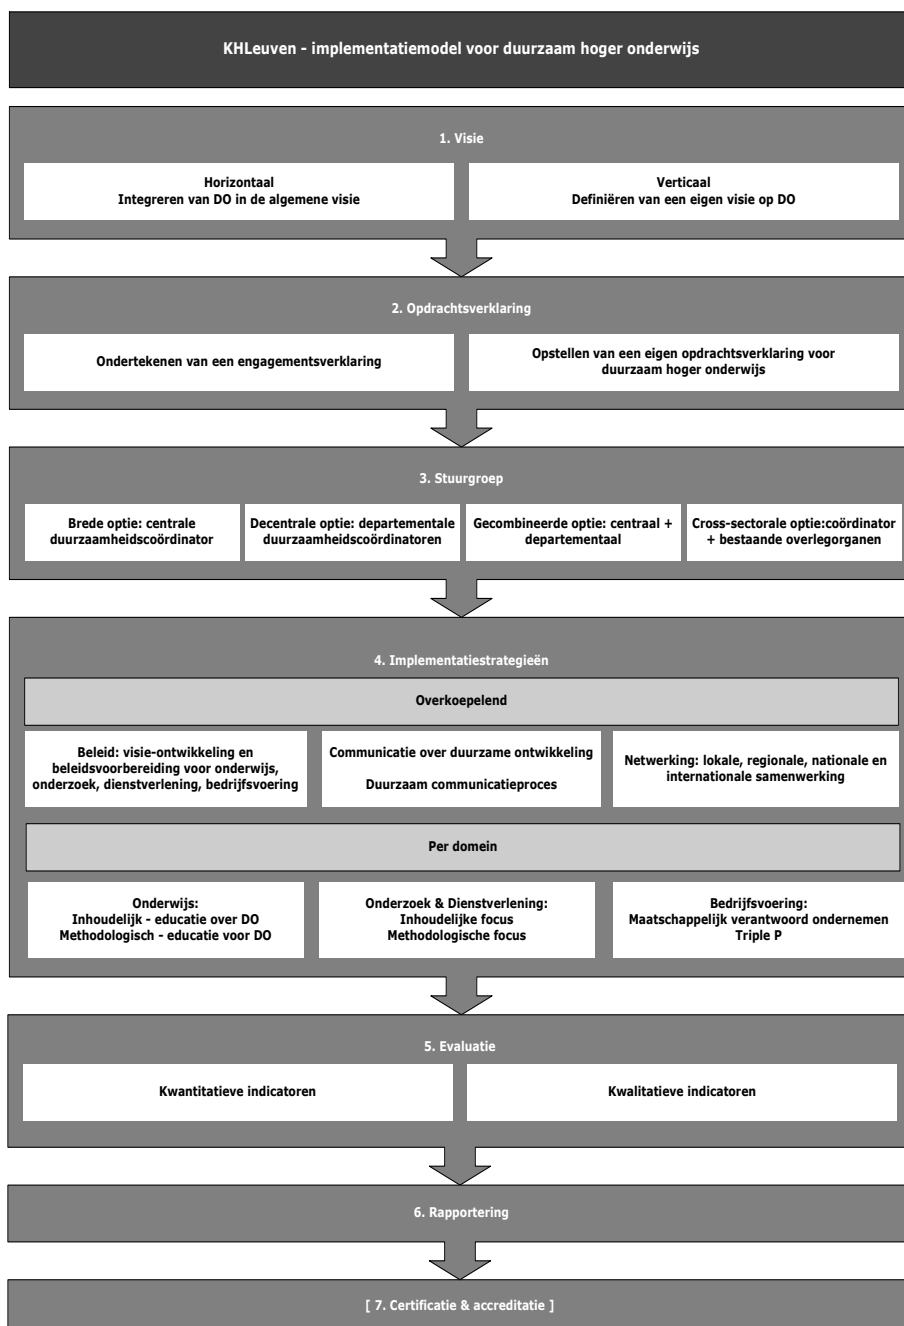 KHLeuven - implementatiemodel voor duurzaam hoger onderwijs
1. Visie
Horizontaal
Integreren van DO in de algemene visie
Verticaal
Definiëren van een eigen visie op DO
2. Opdrachtsverklaring
Ondertekenen van een engagementsverklaring
Opstellen van een eigen opdrachtsverklaring voor
duurzaam hoger onderwijs
3. Stuurgroep
Brede optie: centrale
duurzaamheidscoördinator
Decentrale optie: departementale
duurzaamheidscoördinatoren
Gecombineerde optie: centraal +
departementaal
Cross-sectorale optie:coördinator
+ bestaande overlegorganen
4. Implementatiestrategieën
Overkoepelend
Beleid: visie-ontwikkeling en
beleidsvoorbereiding voor onderwijs,
onderzoek, dienstverlening, bedrijfsvoering
Communicatie over duurzame ontwikkeling
Duurzaam communicatieproces
Netwerking: lokale, regionale, nationale en
internationale samenwerking
Per domein
Onderwijs:
Inhoudelijk - educatie over DO
Methodologisch - educatie voor DO
Onderzoek & Dienstverlening:
Inhoudelijke focus
Methodologische focus
Bedrijfsvoering:
Maatschappelijk verantwoord ondernemen
Triple P
5. Evaluatie
Kwantitatieve indicatoren
Kwalitatieve indicatoren
6. Rapportering
[ 7. Certificatie & accreditatie ]